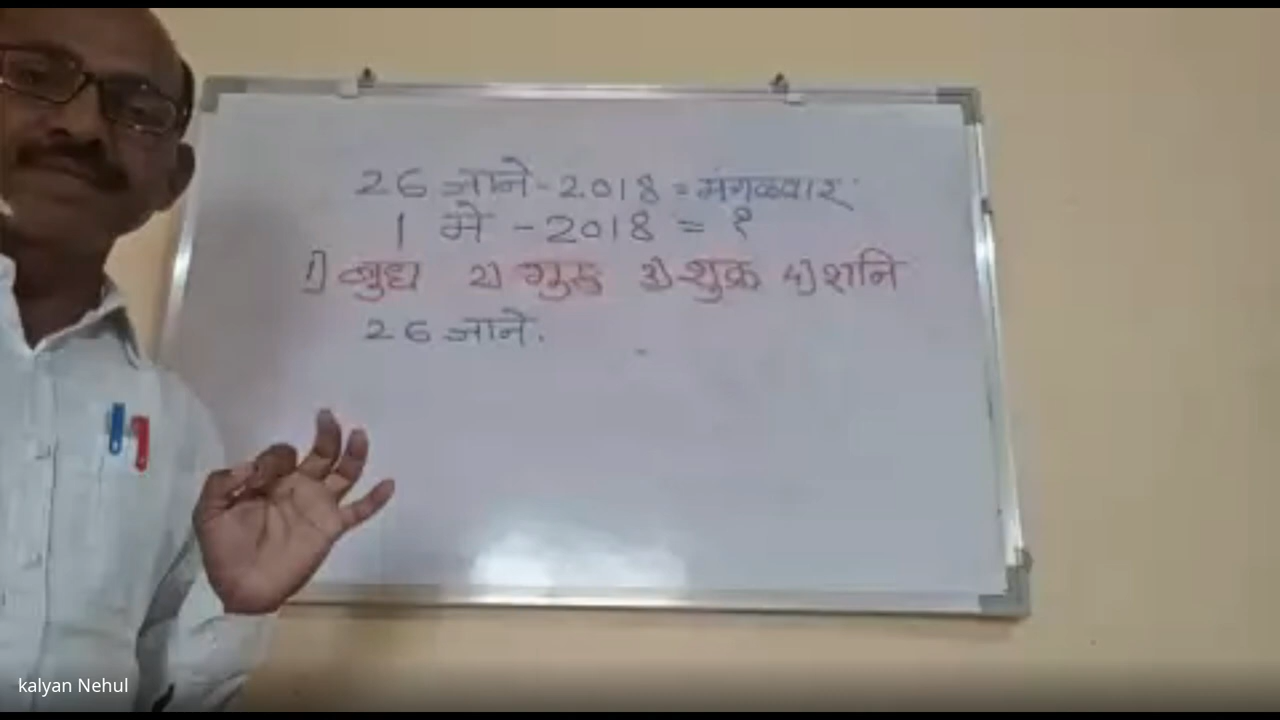 26 जाने - 2018 = मंगळवार
1 मे - 2018 = ?
1) बुध 2) गुरु 3) शुक्र 4) शनि
26 जाने.
kalyan Nehul